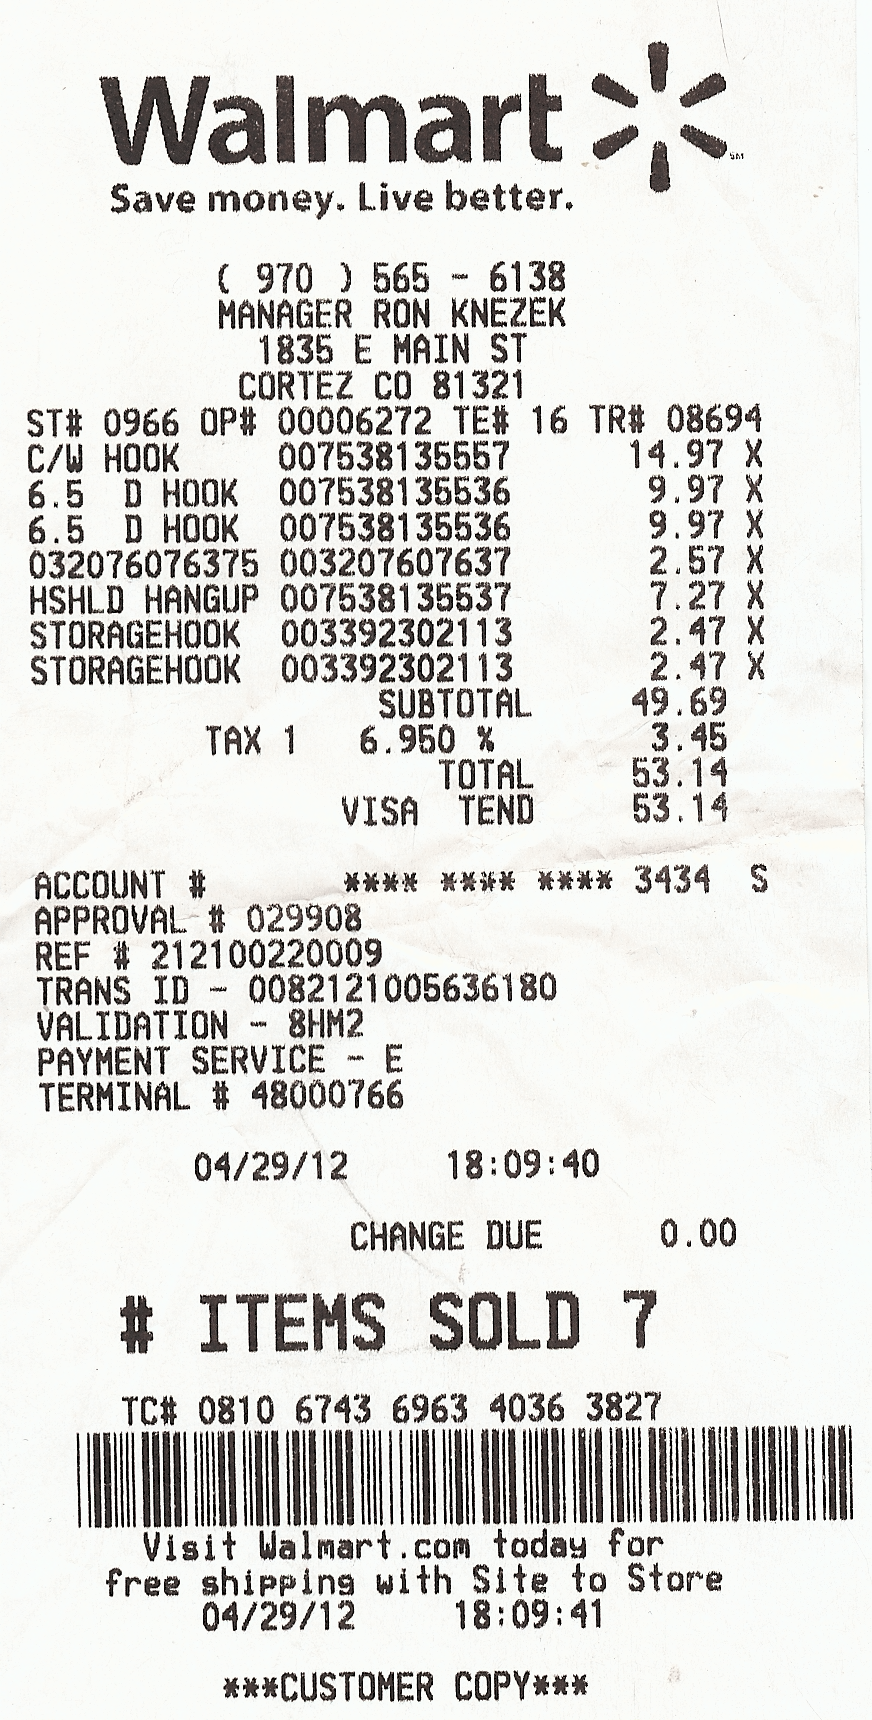 Walmart
Save money. Live better.
( 970 ) 565 - 6138
MANAGER RON KNEZEK
1835 E MAIN ST
CORTEZ CO 81321
ST# 0966 OP# 00006272 TE# 16 TR# 08694
C/W HOOK 007538135557 14.97 X
6.5 D HOOK 007538135536 9.97 X
6.5 D HOOK 007538135536 9.97 X
032076076375 003207607637 2.57 X
HSHLD HANGUP 007538135537 7.27 X
STORAGEHOOK 003392302113 2.47 X
STORAGEHOOK 003392302113 2.47 X
SUBTOTAL 49.69
TAX 1 6.950 % 3.45
TOTAL 53.14
VISA TEND 53.14
ACCOUNT # **** **** **** 3434 S
APPROVAL # 029908
REF # 212100220009
TRANS ID - 0082121005636180
VALIDATION - 8HM2
PAYMENT SERVICE - E
TERMINAL # 48000766
04/29/12 18:09:40
CHANGE DUE 0.00
# ITEMS SOLD 7
TC# 0810 6743 6963 4036 3827
Visit Walmart.com today for
free shipping with Site to Store
04/29/12 18:09:41
***CUSTOMER COPY***